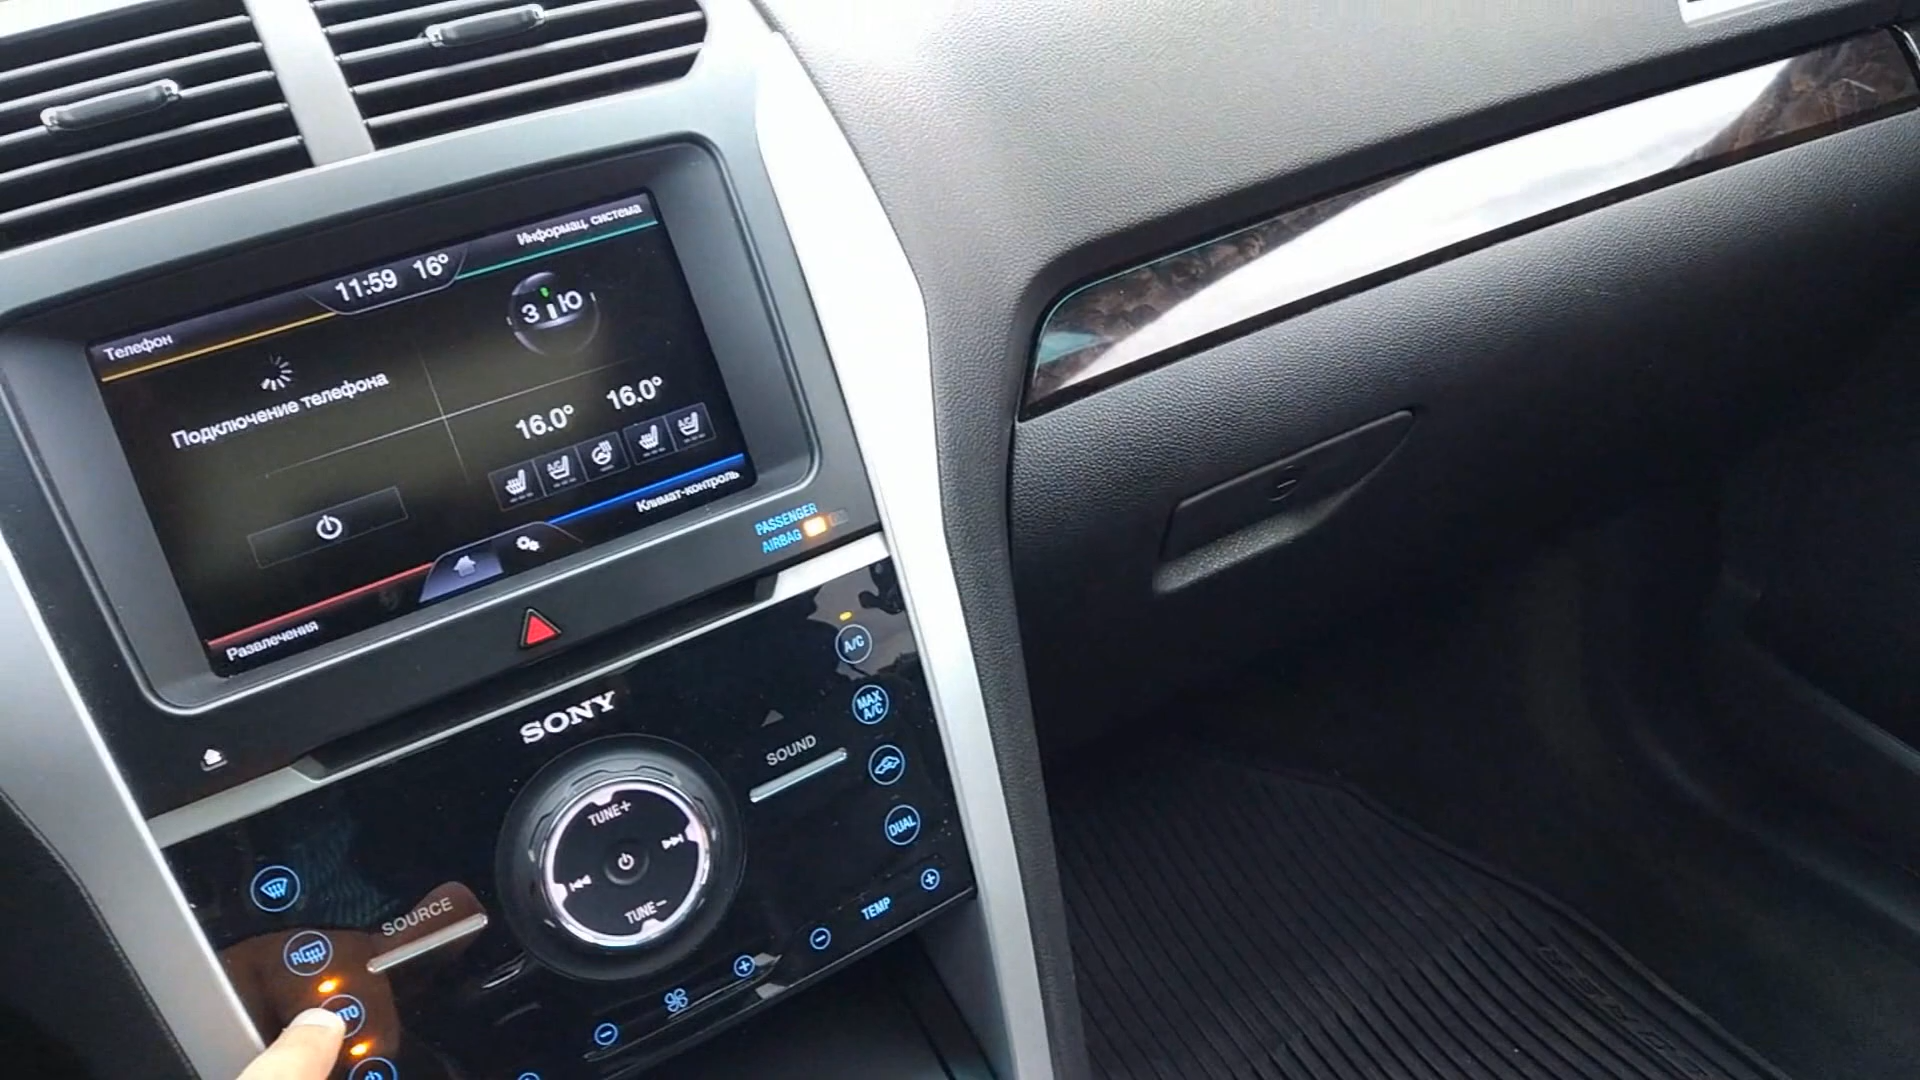 Информац. система
11:59 16°
Телефон
З Ю
Подключение телефона
16.0° 16.0°
A/C
A/C
Климат-контроль
PASSENGER
AIRBAG
Развлечения
A/C
SONY
MAX
A/C
SOUND
TUNE+
DUAL
SOURCE
TUNE−
TEMP
R